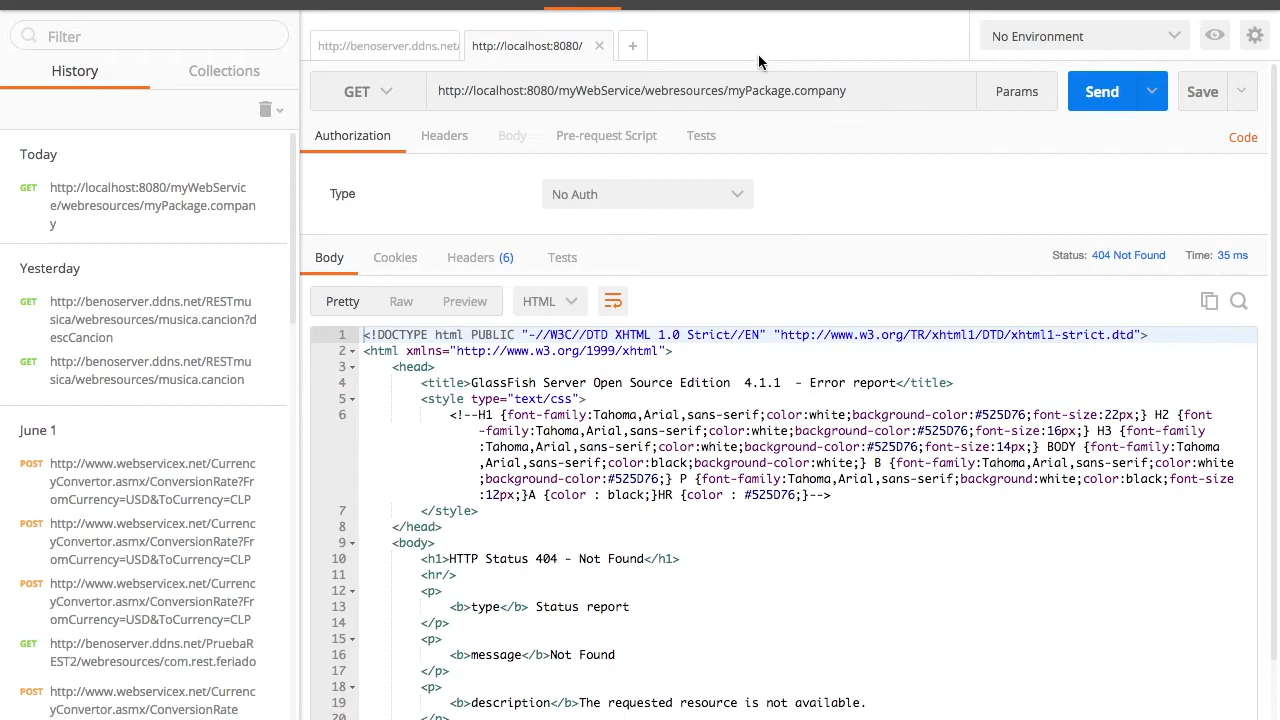 Filter
History
Collections
Today
GET http://localhost:8080/myWebServic
e/webresources/myPackage.compan
y
Yesterday
GET http://benoserver.ddns.net/RESTmu
sica/webresources/musica.cancion?d
escCancion
GET http://benoserver.ddns.net/RESTmu
sica/webresources/musica.cancion
June 1
POST http://www.webservicex.net/Currenc
yConvertor.asmx/ConversionRate?Fr
omCurrency=USD&ToCurrency=CLP
POST http://www.webservicex.net/Currenc
yConvertor.asmx/ConversionRate?Fr
omCurrency=USD&ToCurrency=CLP
POST http://www.webservicex.net/Currenc
yConvertor.asmx/ConversionRate?Fr
omCurrency=USD&ToCurrency=CLP
GET http://benoserver.ddns.net/PruebaR
EST2/webresources/com.rest.feriado
POST http://www.webservicex.net/Currenc
yConvertor.asmx/ConversionRate
http://benoserver.ddns.net/
http://localhost:8080/
No Environment
GET http://localhost:8080/myWebService/webresources/myPackage.company Params Send Save
Authorization Headers Body Pre-request Script Tests Code
Type No Auth
Body Cookies Headers (6) Tests Status: 404 Not Found Time: 35 ms
Pretty Raw Preview HTML
1 <!DOCTYPE html PUBLIC "-//W3C//DTD XHTML 1.0 Strict//EN" "http://www.w3.org/TR/xhtml1/DTD/xhtml1-strict.dtd">
2 <html xmlns="http://www.w3.org/1999/xhtml">
3 <head>
4 <title>GlassFish Server Open Source Edition  4.1.1  - Error report</title>
5 <style type="text/css">
6 <!--H1 {font-family:Tahoma,Arial,sans-serif;color:white;background-color:#525D76;font-size:22px;} H2 {font
-family:Tahoma,Arial,sans-serif;color:white;background-color:#525D76;font-size:16px;} H3 {font-family
:Tahoma,Arial,sans-serif;color:white;background-color:#525D76;font-size:14px;} BODY {font-family:Tahoma
,Arial,sans-serif;color:black;background-color:white;} B {font-family:Tahoma,Arial,sans-serif;color:white
;background-color:#525D76;} P {font-family:Tahoma,Arial,sans-serif;background:white;color:black;font-size
:12px;}A {color : black;}HR {color : #525D76;}-->
7 </style>
8 </head>
9 <body>
10 <h1>HTTP Status 404 - Not Found</h1>
11 <hr/>
12 <p>
13 <b>type</b> Status report
14 </p>
15 <p>
16 <b>message</b>Not Found
17 </p>
18 <p>
19 <b>description</b>The requested resource is not available.
20 </p>